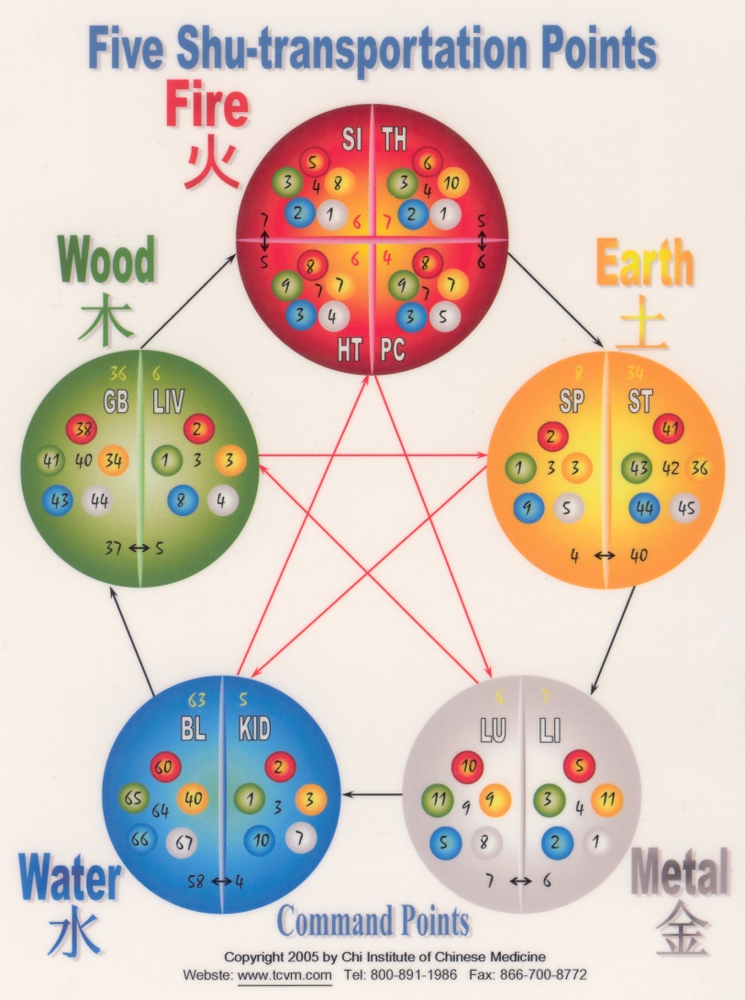 Five Shu-transportation Points
Fire
火
SI TH
5 6
3 4 8 3 4 10
2 1 2 1
7 6 7 5
5 6 4 6
8 8
9 7 7 9 7 7
3 4 3 5
HT PC
Wood
木
36 6
GB LIV
38 2
41 40 34 1 3 3
43 44 8 4
37 5
Earth
土
8 34
SP ST
2 41
1 3 3 43 42 36
9 5 44 45
4 40
63 5
BL KID
60 2
65 64 40 1 3 3
66 67 10 7
58 4
Water
水
6 7
LU LI
10 5
11 9 9 3 4 11
5 8 2 1
7 6
Metal
金
Command Points
Copyright 2005 by Chi Institute of Chinese Medicine
Webste: www.tcvm.com Tel: 800-891-1986 Fax: 866-700-8772